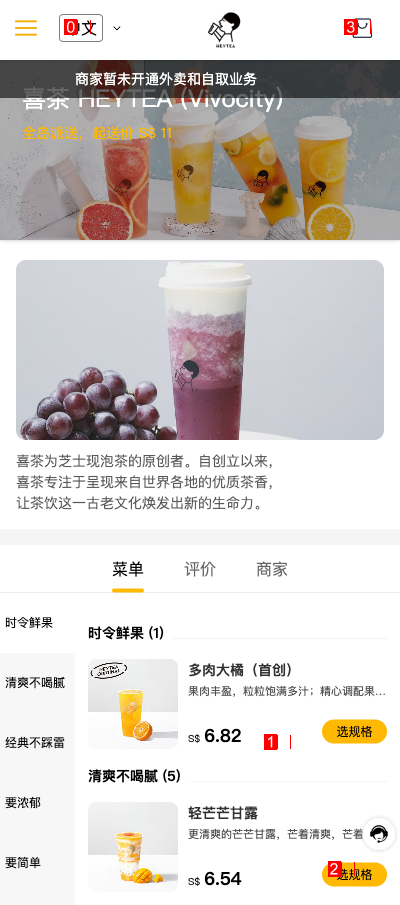 0 中文
HEYTEA
3
商家暂未开通外卖和自取业务
喜茶 HEYTEA (Vivocity)
全岛派送，起送价 S$ 11
喜茶为芝士现泡茶的原创者。自创立以来，
喜茶专注于呈现来自世界各地的优质茶香，
让茶饮这一古老文化焕发出新的生命力。
菜单 评价 商家
时令鲜果
清爽不喝腻
经典不踩雷
要浓郁
要简单
时令鲜果 (1)
多肉大橘（首创）
果肉丰盈，粒粒饱满多汁；精心调配果...
S$ 6.82
1
选规格
清爽不喝腻 (5)
轻芒芒甘露
更清爽的芒芒甘露，芒着清爽，芒着
S$ 6.54
2
选规格